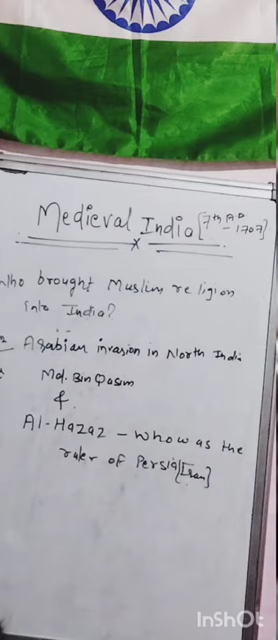 Medieval India [7th AD - 1707]
x
Who brought Muslim religion
into India?
Arabian invasion in North India
Md. Bin Qasim
&
Al-Hazaz - who was the
ruler of Persia [Iran]
InShOt